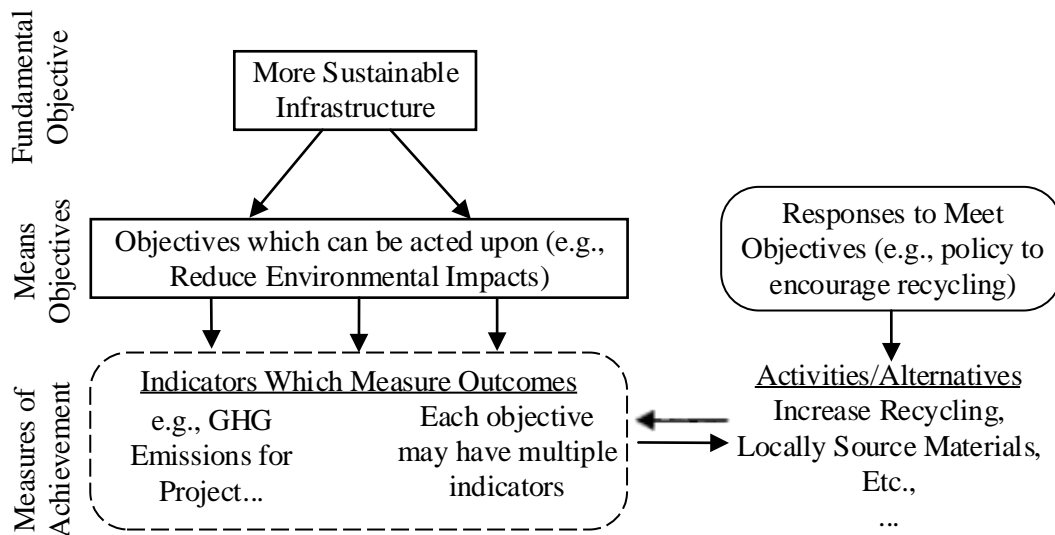 Fundamental
Objective
More Sustainable
Infrastructure
Means
Objectives
Objectives which can be acted upon (e.g.,
Reduce Environmental Impacts)
Responses to Meet
Objectives (e.g., policy to
encourage recycling)
Measures of
Achievement
Indicators Which Measure Outcomes
e.g., GHG
Emissions for
Project...
Each objective
may have multiple
indicators
Activities/Alternatives
Increase Recycling,
Locally Source Materials,
Etc.,
...